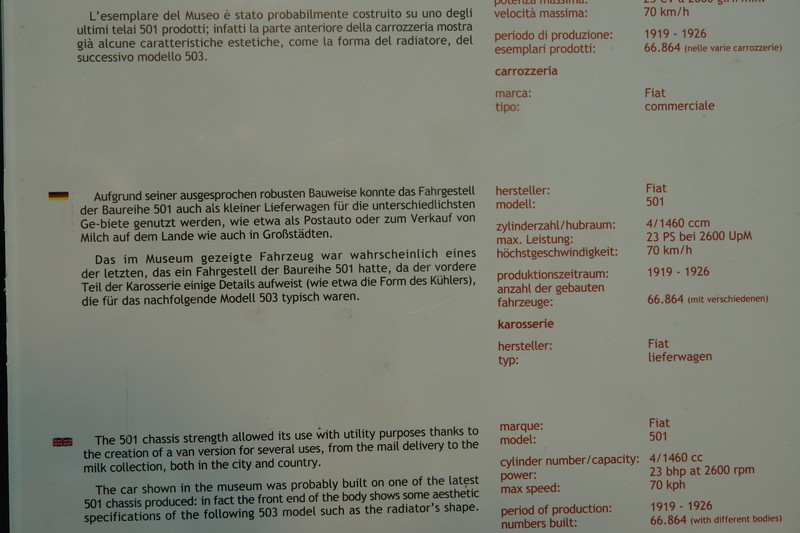 L'esemplare del Museo è stato probabilmente costruito su uno degli
ultimi telai 501 prodotti; infatti la parte anteriore della carrozzeria mostra
già alcune caratteristiche estetiche, come la forma del radiatore, del
successivo modello 503.
potenza massima: 23 cv a 2600 giri/min.
velocità massima: 70 km/h
periodo di produzione: 1919 - 1926
esemplari prodotti: 66.864 (nelle varie carrozzerie)
carrozzeria
marca: Fiat
tipo: commerciale
Aufgrund seiner ausgesprochen robusten Bauweise konnte das Fahrgestell
der Baureihe 501 auch als kleiner Lieferwagen für die unterschiedlichsten
Ge-biete genutzt werden, wie etwa als Postauto oder zum Verkauf von
Milch auf dem Lande wie auch in Großstädten.
Das im Museum gezeigte Fahrzeug war wahrscheinlich eines
der letzten, das ein Fahrgestell der Baureihe 501 hatte, da der vordere
Teil der Karosserie einige Details aufweist (wie etwa die Form des Kühlers),
die für das nachfolgende Modell 503 typisch waren.
hersteller: Fiat
modell: 501
zylinderzahl/hubraum: 4/1460 ccm
max. Leistung: 23 PS bei 2600 UpM
höchstgeschwindigkeit: 70 km/h
produktionszeitraum: 1919 - 1926
anzahl der gebauten
fahrzeuge: 66.864 (mit verschiedenen)
karosserie
hersteller: Fiat
typ: lieferwagen
The 501 chassis strength allowed its use with utility purposes thanks to
the creation of a van version for several uses, from the mail delivery to the
milk collection, both in the city and country.
The car shown in the museum was probably built on one of the latest
501 chassis produced: in fact the front end of the body shows some aesthetic
specifications of the following 503 model such as the radiator's shape.
marque: Fiat
model: 501
cylinder number/capacity: 4/1460 cc
power: 23 bhp at 2600 rpm
max speed: 70 kph
period of production: 1919 - 1926
numbers built: 66.864 (with different bodies)